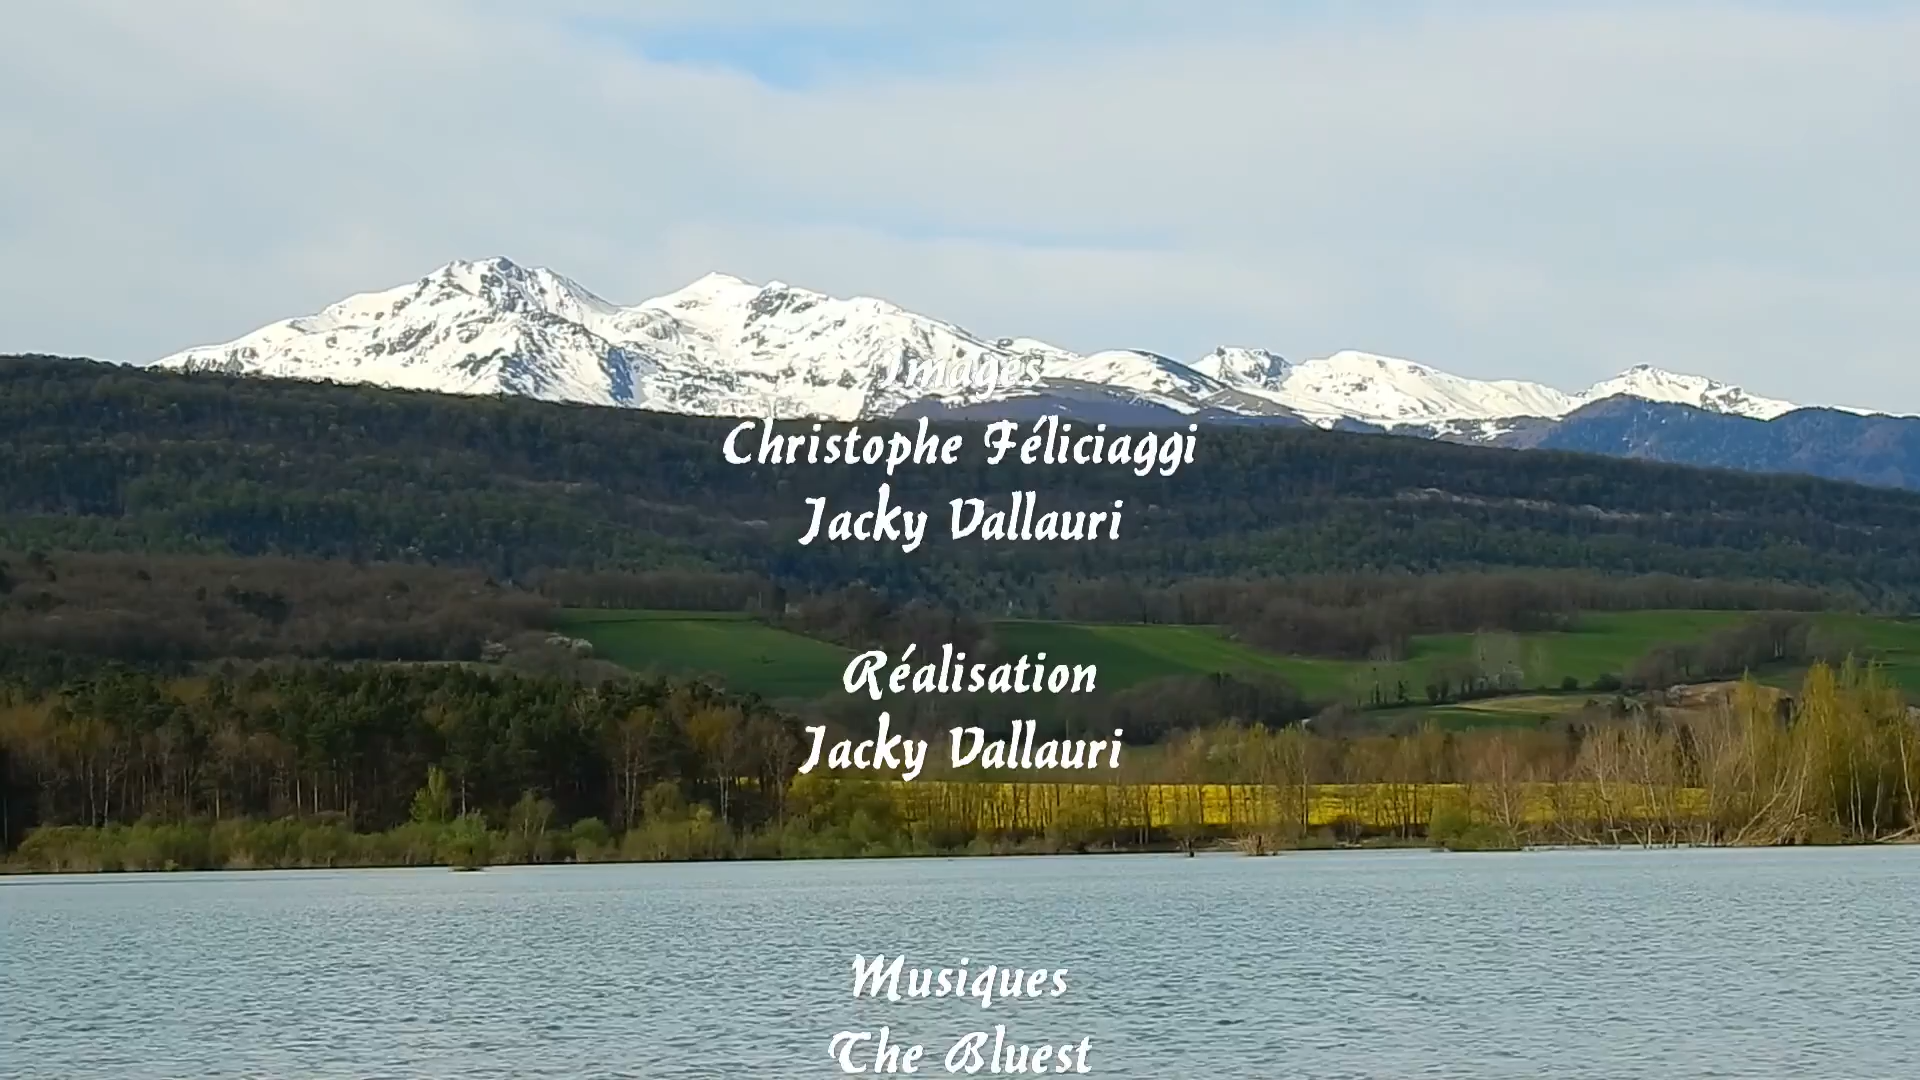 Images
Christophe Féliciaggi
Jacky Vallauri
Réalisation
Jacky Vallauri
Musiques
The Bluest